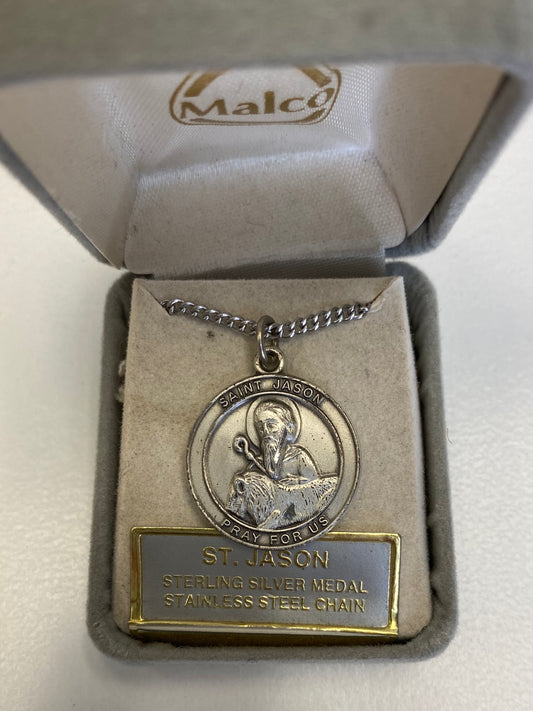 Malco
SAINT JASON
PRAY FOR US
ST. JASON
STERLING SILVER MEDAL
STAINLESS STEEL CHAIN